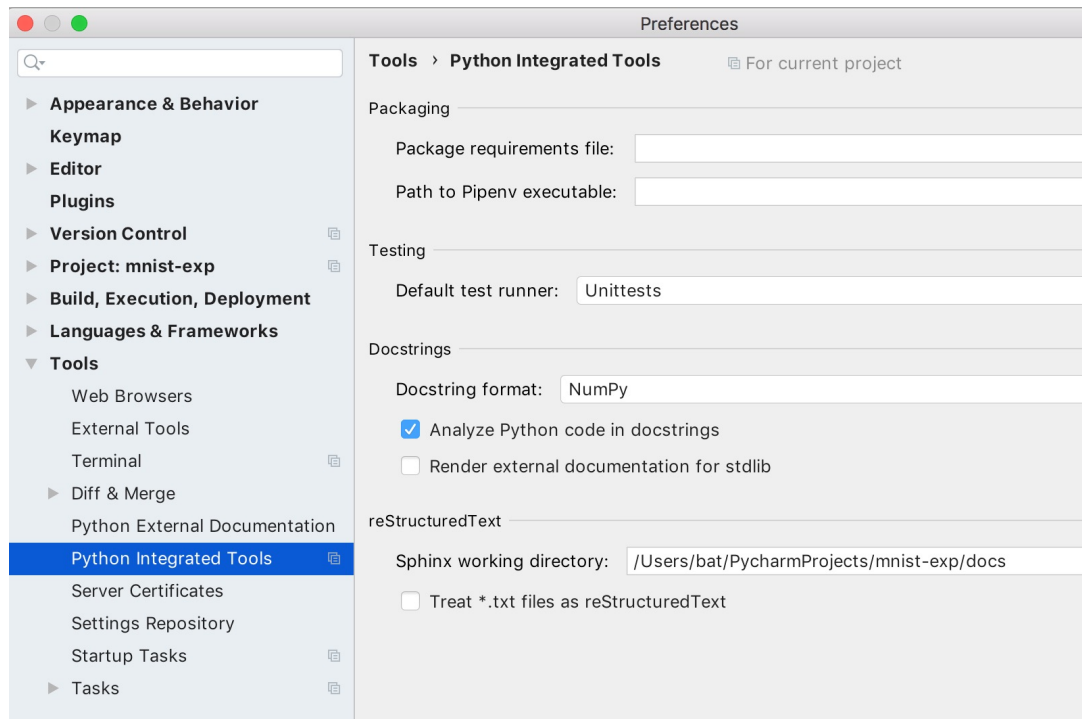 Preferences
Appearance & Behavior
Keymap
Editor
Plugins
Version Control
Project: mnist-exp
Build, Execution, Deployment
Languages & Frameworks
Tools
Web Browsers
External Tools
Terminal
Diff & Merge
Python External Documentation
Python Integrated Tools
Server Certificates
Settings Repository
Startup Tasks
Tasks
Tools › Python Integrated Tools For current project
Packaging
Package requirements file:
Path to Pipenv executable:
Testing
Default test runner: Unittests
Docstrings
Docstring format: NumPy
Analyze Python code in docstrings
Render external documentation for stdlib
reStructuredText
Sphinx working directory: /Users/bat/PycharmProjects/mnist-exp/docs
Treat *.txt files as reStructuredText